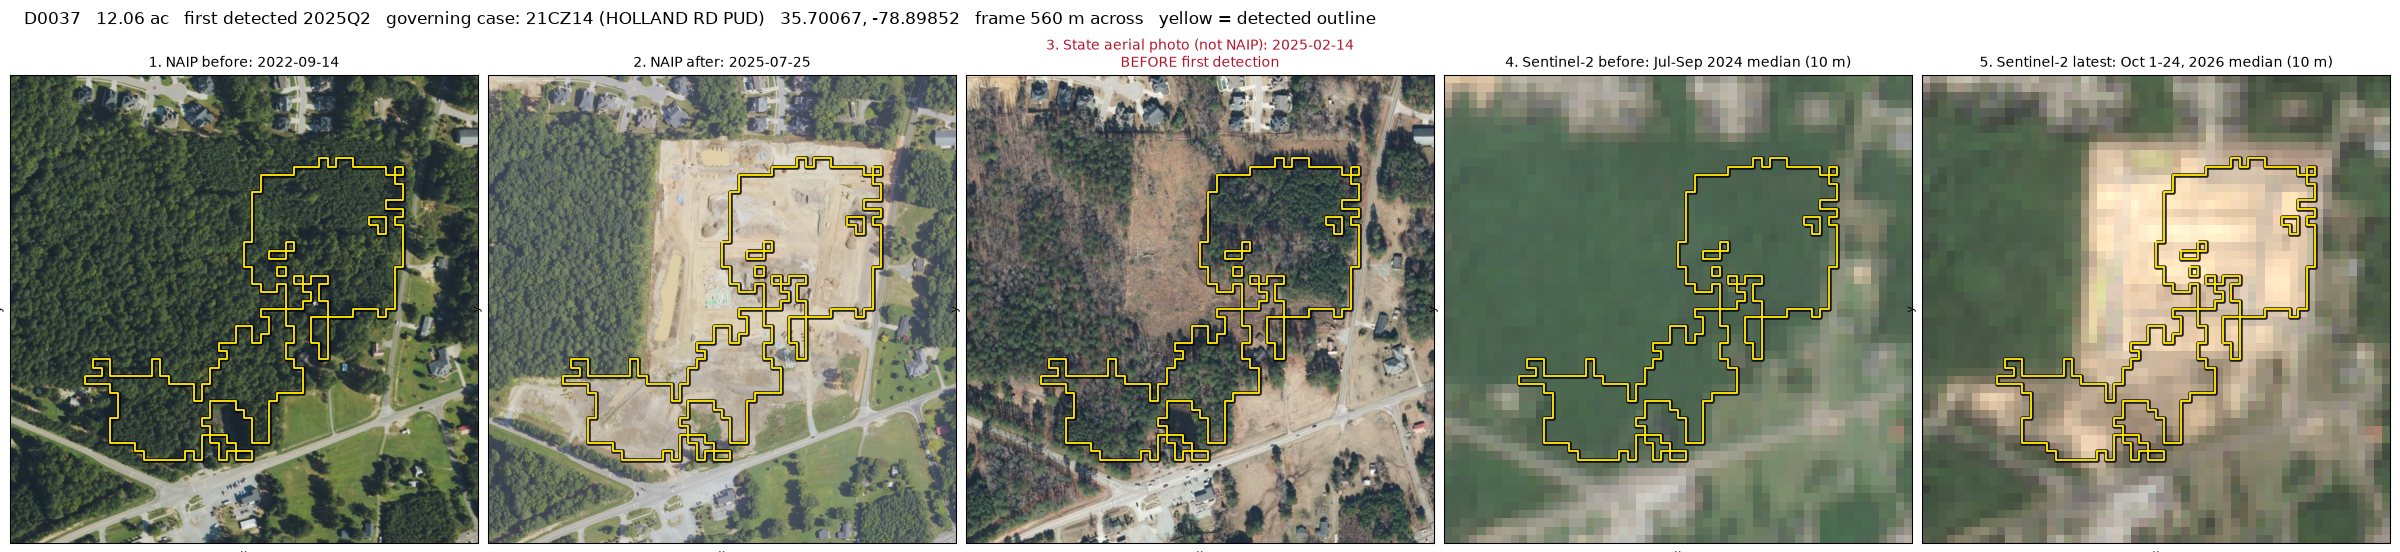 D0037   12.06 ac   first detected 2025Q2   governing case: 21CZ14 (HOLLAND RD PUD)   35.70067, -78.89852   frame 560 m across   yellow = detected outline
1. NAIP before: 2022-09-14
2. NAIP after: 2025-07-25
3. State aerial photo (not NAIP): 2025-02-14
BEFORE first detection
4. Sentinel-2 before: Jul-Sep 2024 median (10 m)
5. Sentinel-2 latest: Oct 1-24, 2026 median (10 m)